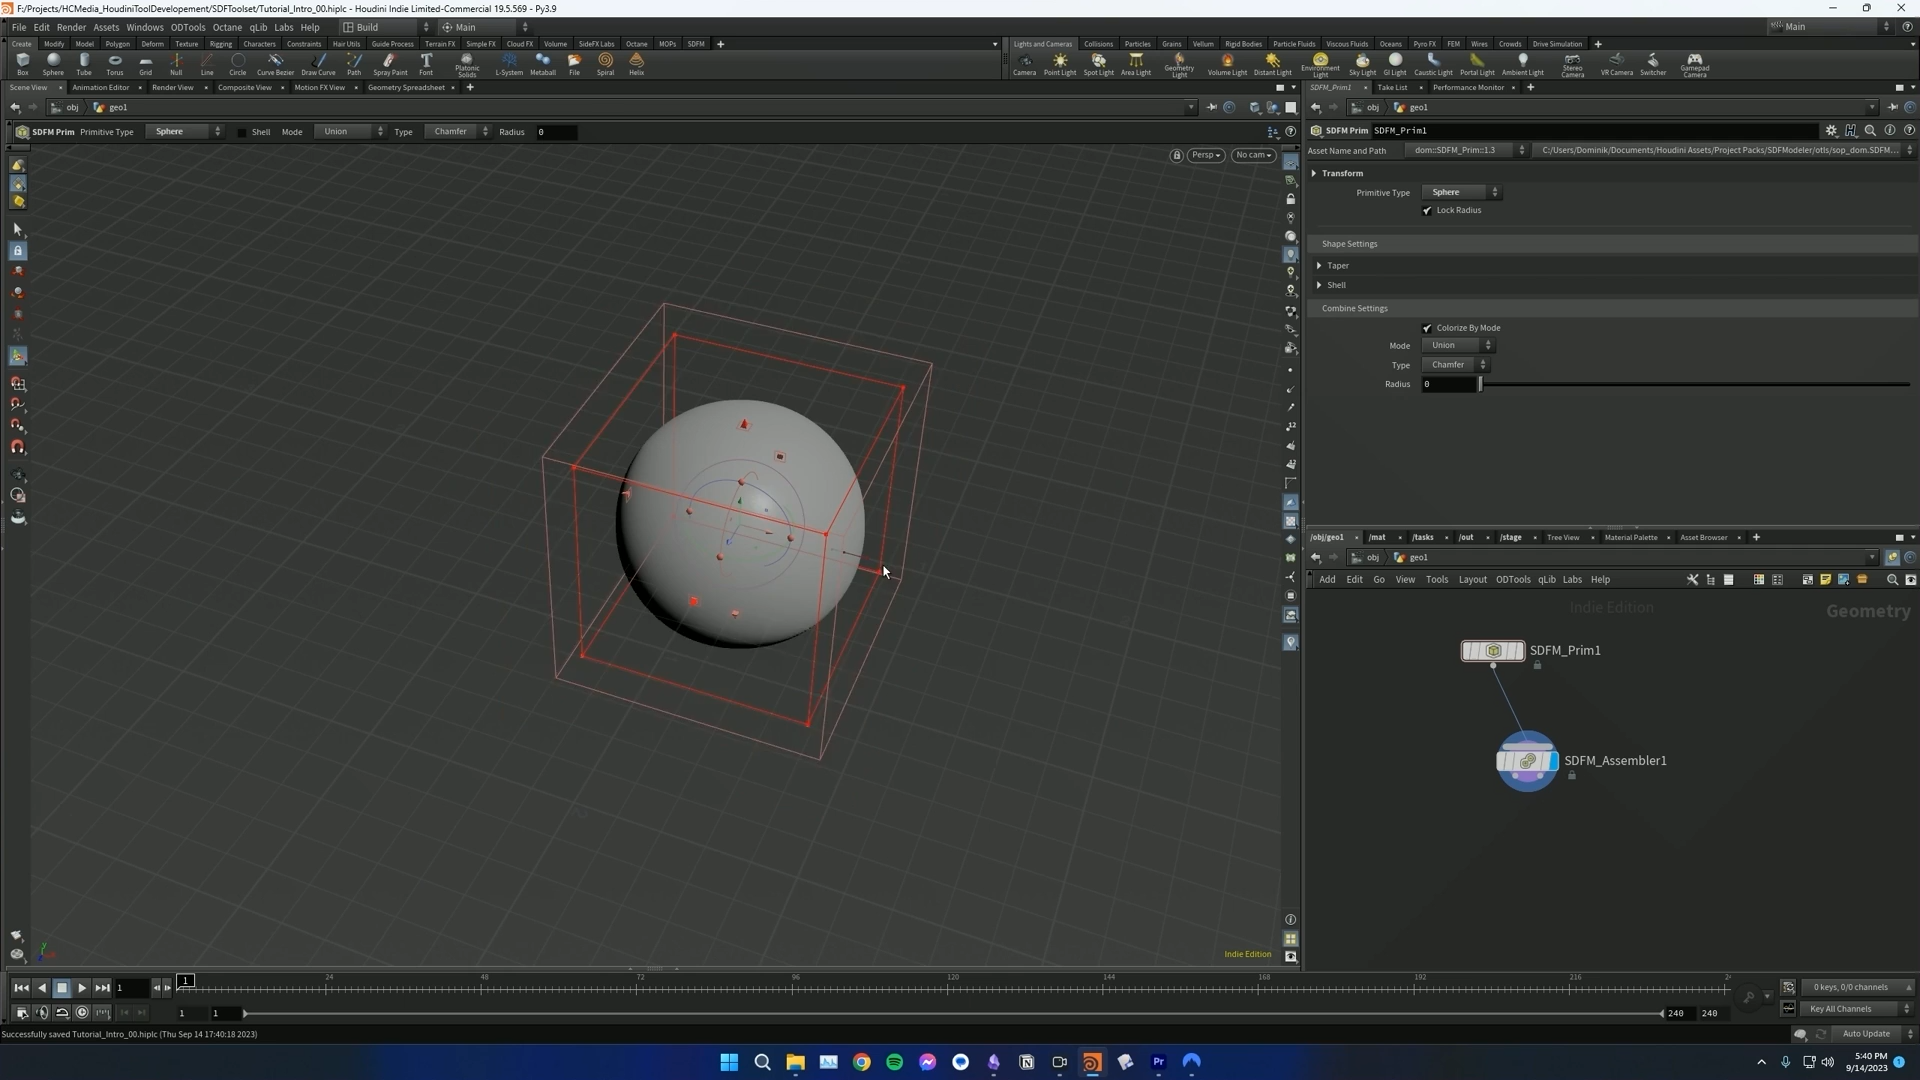 F:/Projects/HCMedia_HoudiniToolDevelopement/SDFToolset/Tutorial_Intro_00.hiplc - Houdini Indie Limited-Commercial 19.5.569 - Py3.9
File Edit Render Assets Windows ODTools Octane qLib Labs Help Build Main Main
Create Modify Model Polygon Deform Texture Rigging Characters Constraints Hair Utils Guide Process Terrain FX Simple FX Cloud FX Volume SideFX Labs Octane MOPs SDFM
Lights and Cameras Collisions Particles Grains Vellum Rigid Bodies Particle Fluids Viscous Fluids Oceans Pyro FX FEM Wires Crowds Drive Simulation
Box Sphere Tube Torus Grid Null Line Circle Curve Bezier Draw Curve Path Spray Paint Font Platonic Solids L-System Metaball File Spiral Helix
Camera Point Light Spot Light Area Light Geometry Light Volume Light Distant Light Environment Light Sky Light GI Light Caustic Light Portal Light Ambient Light Stereo Camera VR Camera Switcher Gamepad Camera
Scene View Animation Editor Render View Composite View Motion FX View Geometry Spreadsheet
SDFM_Prim1 Take List Performance Monitor
obj geo1
obj geo1
SDFM Prim Primitive Type Sphere Shell Mode Union Type Chamfer Radius 0
SDFM Prim SDFM_Prim1
Asset Name and Path dom::SDFM_Prim::1.3 C:/Users/Dominik/Documents/Houdini Assets/Project Packs/SDFModeler/otls/sop_dom.SDFM...
Persp No cam
Transform
Primitive Type Sphere
Lock Radius
Shape Settings
Taper
Shell
Combine Settings
Colorize By Mode
Mode Union
Type Chamfer
Radius 0
/obj/geo1 /mat /tasks /out /stage Tree View Material Palette Asset Browser
obj geo1
Add Edit Go View Tools Layout ODTools qLib Labs Help
Indie Edition
Geometry
SDFM_Prim1
SDFM_Assembler1
Indie Edition
1 1 24 48 72 96 120 144 168 192 216 2
0 keys, 0/0 channels
1 1 240 240
Key All Channels
Successfully saved Tutorial_Intro_00.hiplc (Thu Sep 14 17:40:18 2023)
Auto Update
5:40 PM
9/14/2023
1